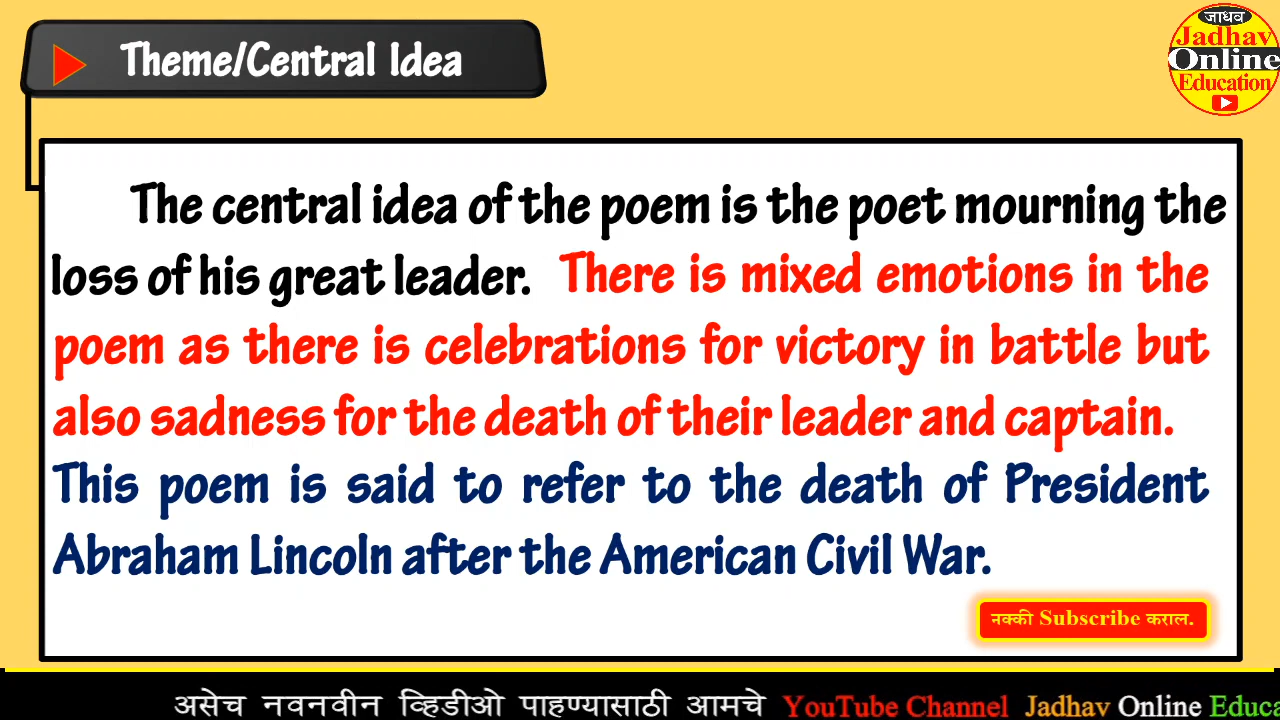 Theme/Central Idea
जाधव
Jadhav
Online
Education
The central idea of the poem is the poet mourning the
loss of his great leader. There is mixed emotions in the
poem as there is celebrations for victory in battle but
also sadness for the death of their leader and captain.
This poem is said to refer to the death of President
Abraham Lincoln after the American Civil War.
नक्की Subscribe कराल.
असेच नवनवीन व्हिडीओ पाहण्यासाठी आमचे YouTube Channel Jadhav Online Educa